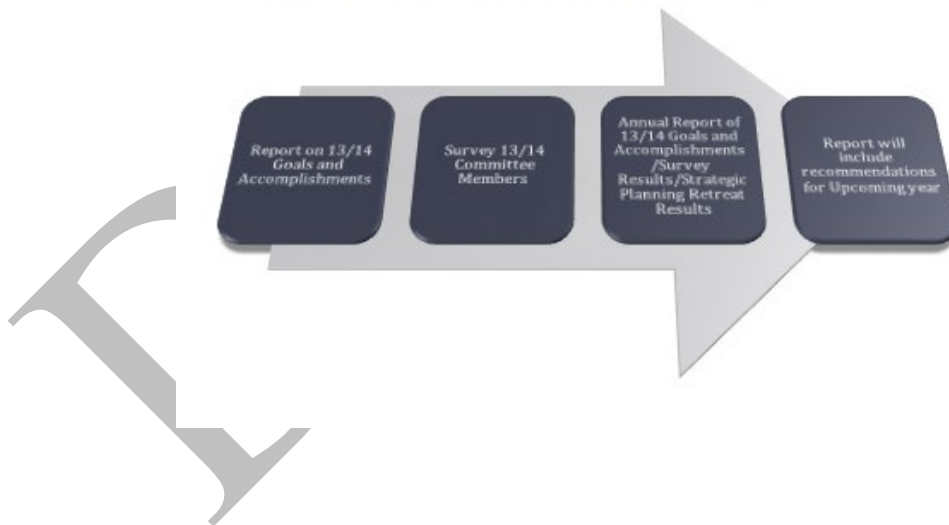 Report on 13/14
Goals and
Accomplishments
Survey 13/14
Committee
Members
Annual Report of
13/14 Goals and
Accomplishments
/Survey
Results/Strategic
Planning Retreat
Results
Report will
include
recommendations
for Upcoming year